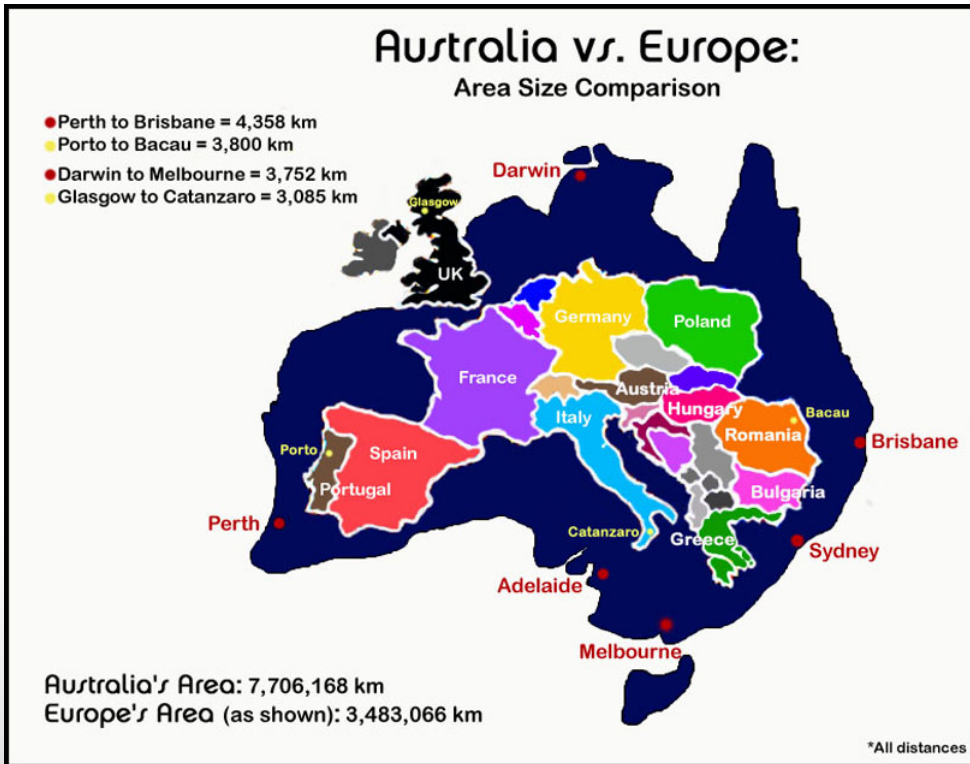 Australia vs. Europe:
Area Size Comparison
Perth to Brisbane = 4,358 km
Porto to Bacau = 3,800 km
Darwin to Melbourne = 3,752 km
Glasgow to Catanzaro = 3,085 km
Darwin
Glasgow
UK
Germany
Poland
France
Austria
Italy
Hungary
Bacau
Romania
Brisbane
Porto
Spain
Portugal
Bulgaria
Perth
Catanzaro
Greece
Sydney
Adelaide
Melbourne
Australia's Area: 7,706,168 km
Europe's Area (as shown): 3,483,066 km
*All distances